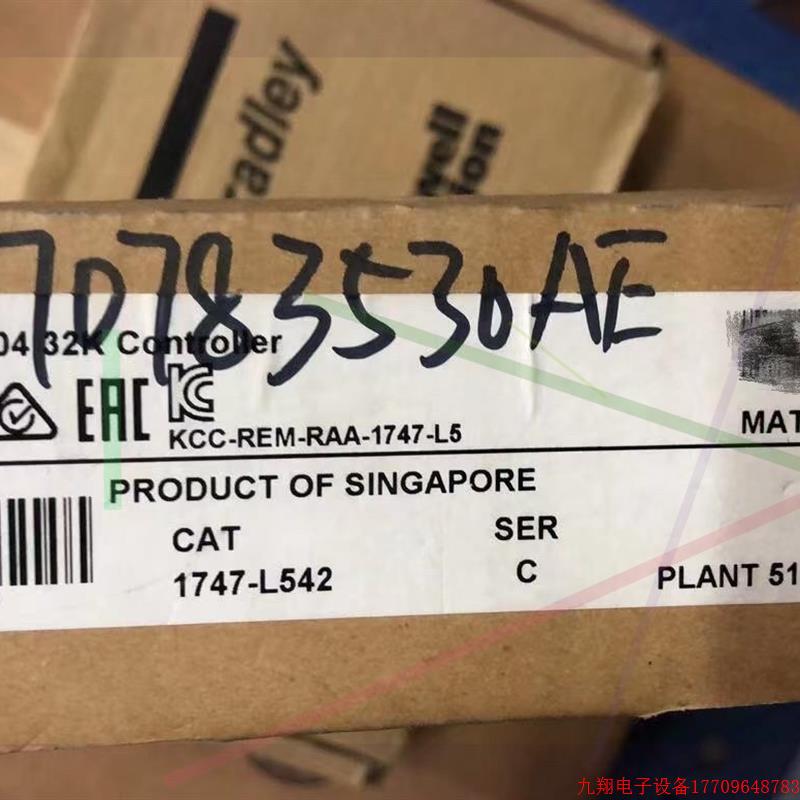 radley
well
tion
70783530AE
04 32K Controller
EAC
KC
KCC-REM-RAA-1747-L5
MAT
PRODUCT OF SINGAPORE
CAT
SER
1747-L542
C
PLANT 51
九翔电子设备17709648783